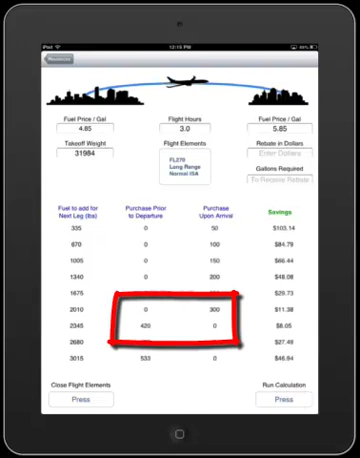 iPad
12:15 PM
Fuel Price / Gal
Flight Hours
Fuel Price / Gal
4.85
3.0
5.85
Takeoff Weight
Flight Elements
Rebate in Dollars
31984
FL270
Long Range
Normal ISA
Enter Dollars
Gallons Required
To Receive Rebate
Fuel to add for
Next Leg (lbs)
Purchase Prior
to Departure
Purchase
Upon Arrival
Savings
335 0 50 $103.14
670 0 100 $84.79
1005 0 150 $66.44
1340 0 200 $48.08
1675 $29.73
2010 0 300 $11.38
2345 420 0 $8.05
2680 $27.49
3015 533 0 $46.94
Close Flight Elements
Run Calculation
Press
Press